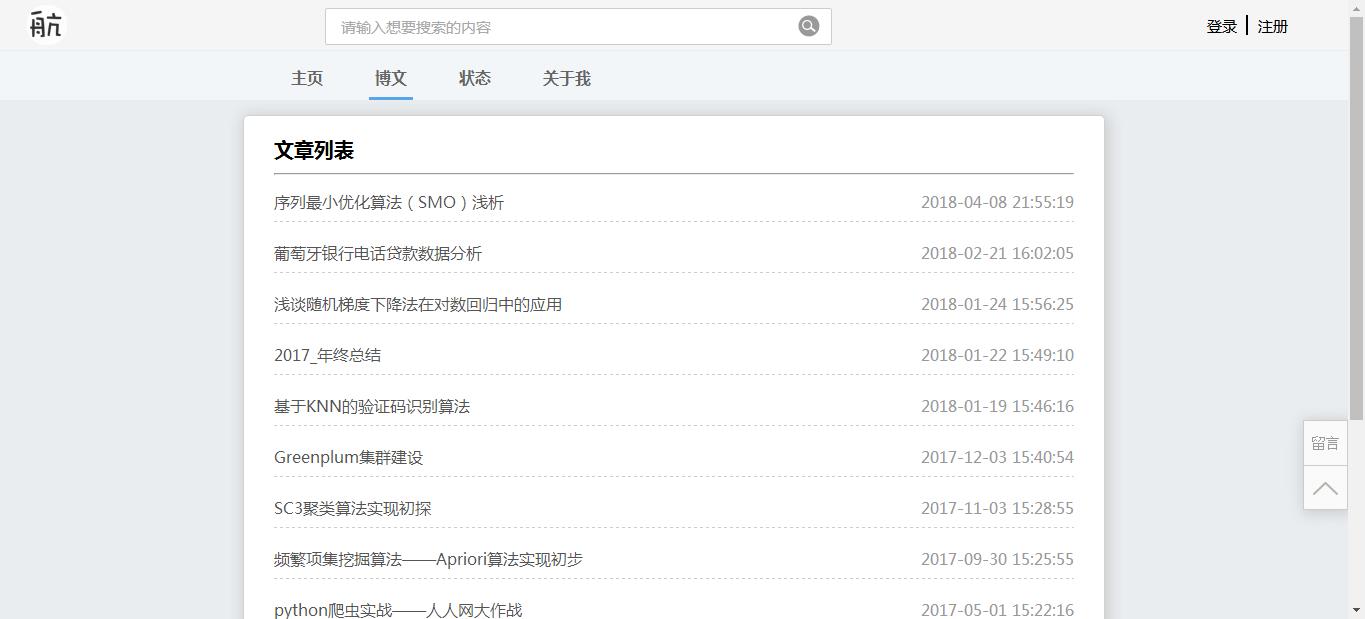 航
请输入想要搜索的内容
登录 注册
主页 博文 状态 关于我
文章列表
序列最小优化算法（SMO）浅析 2018-04-08 21:55:19
葡萄牙银行电话贷款数据分析 2018-02-21 16:02:05
浅谈随机梯度下降法在对数回归中的应用 2018-01-24 15:56:25
2017_年终总结 2018-01-22 15:49:10
基于KNN的验证码识别算法 2018-01-19 15:46:16
Greenplum集群建设 2017-12-03 15:40:54
SC3聚类算法实现初探 2017-11-03 15:28:55
频繁项集挖掘算法——Apriori算法实现初步 2017-09-30 15:25:55
python爬虫实战——人人网大作战 2017-05-01 15:22:16
留言